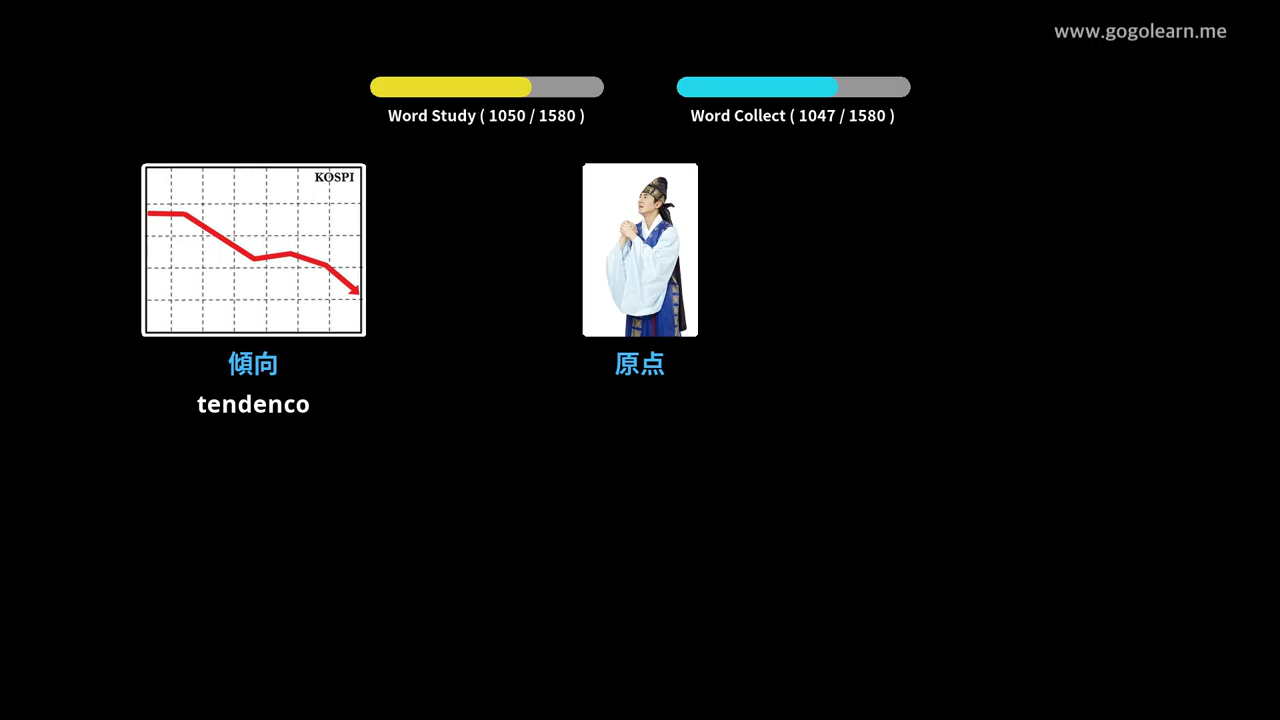 www.gogolearn.me
Word Study ( 1050 / 1580 )
Word Collect ( 1047 / 1580 )
KOSPI
傾向
原点
tendenco